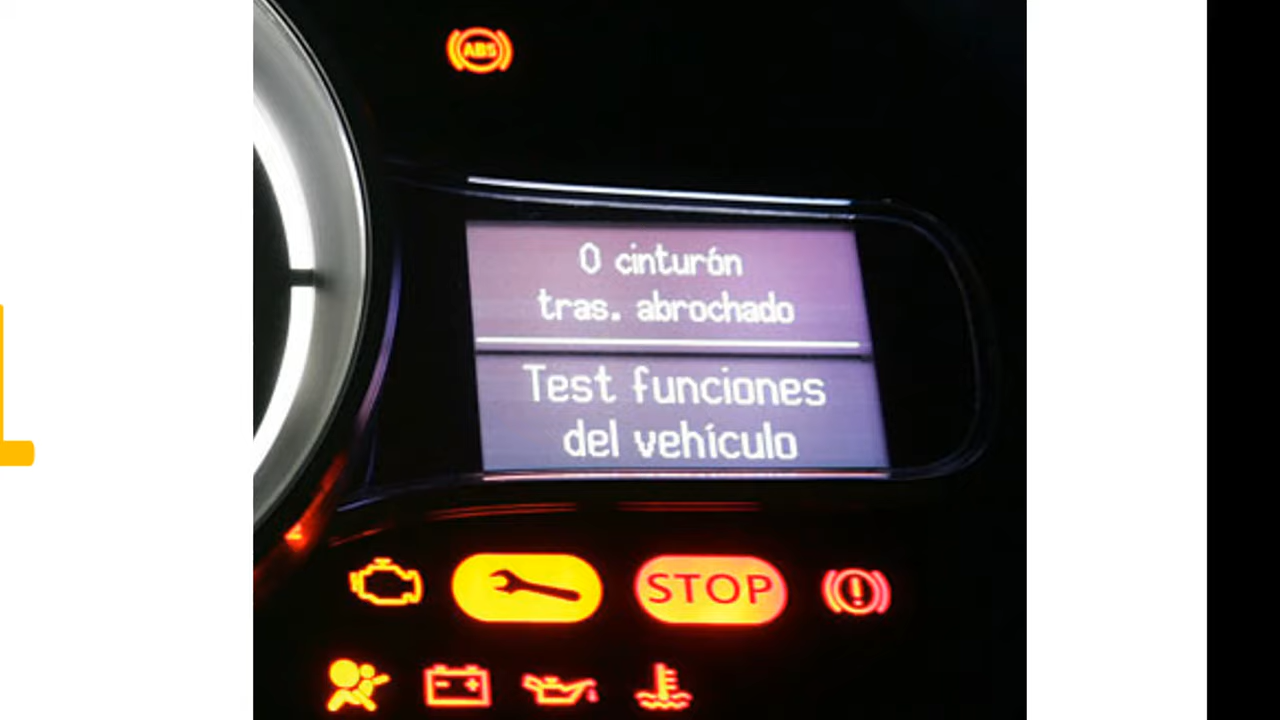 ABS
0 cinturón
tras. abrochado
Test funciones
del vehículo
STOP